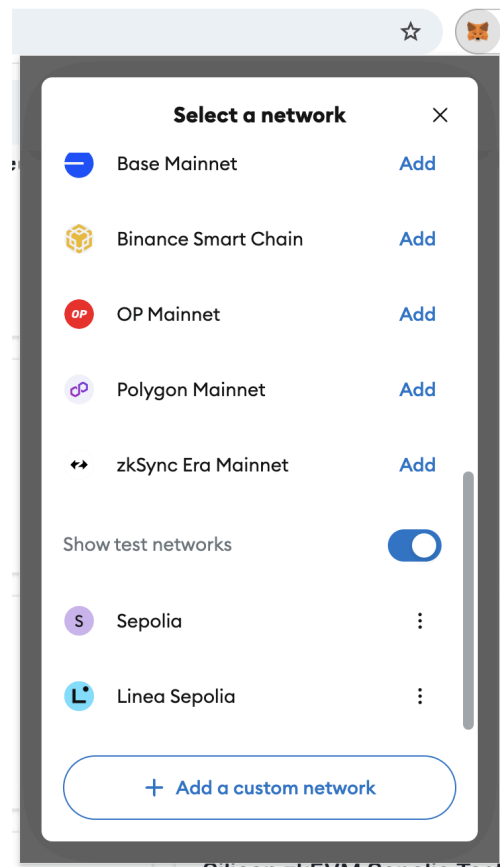 Select a network
Base Mainnet
Add
Binance Smart Chain
Add
OP
OP Mainnet
Add
Polygon Mainnet
Add
zkSync Era Mainnet
Add
Show test networks
S
Sepolia
L
Linea Sepolia
+ Add a custom network